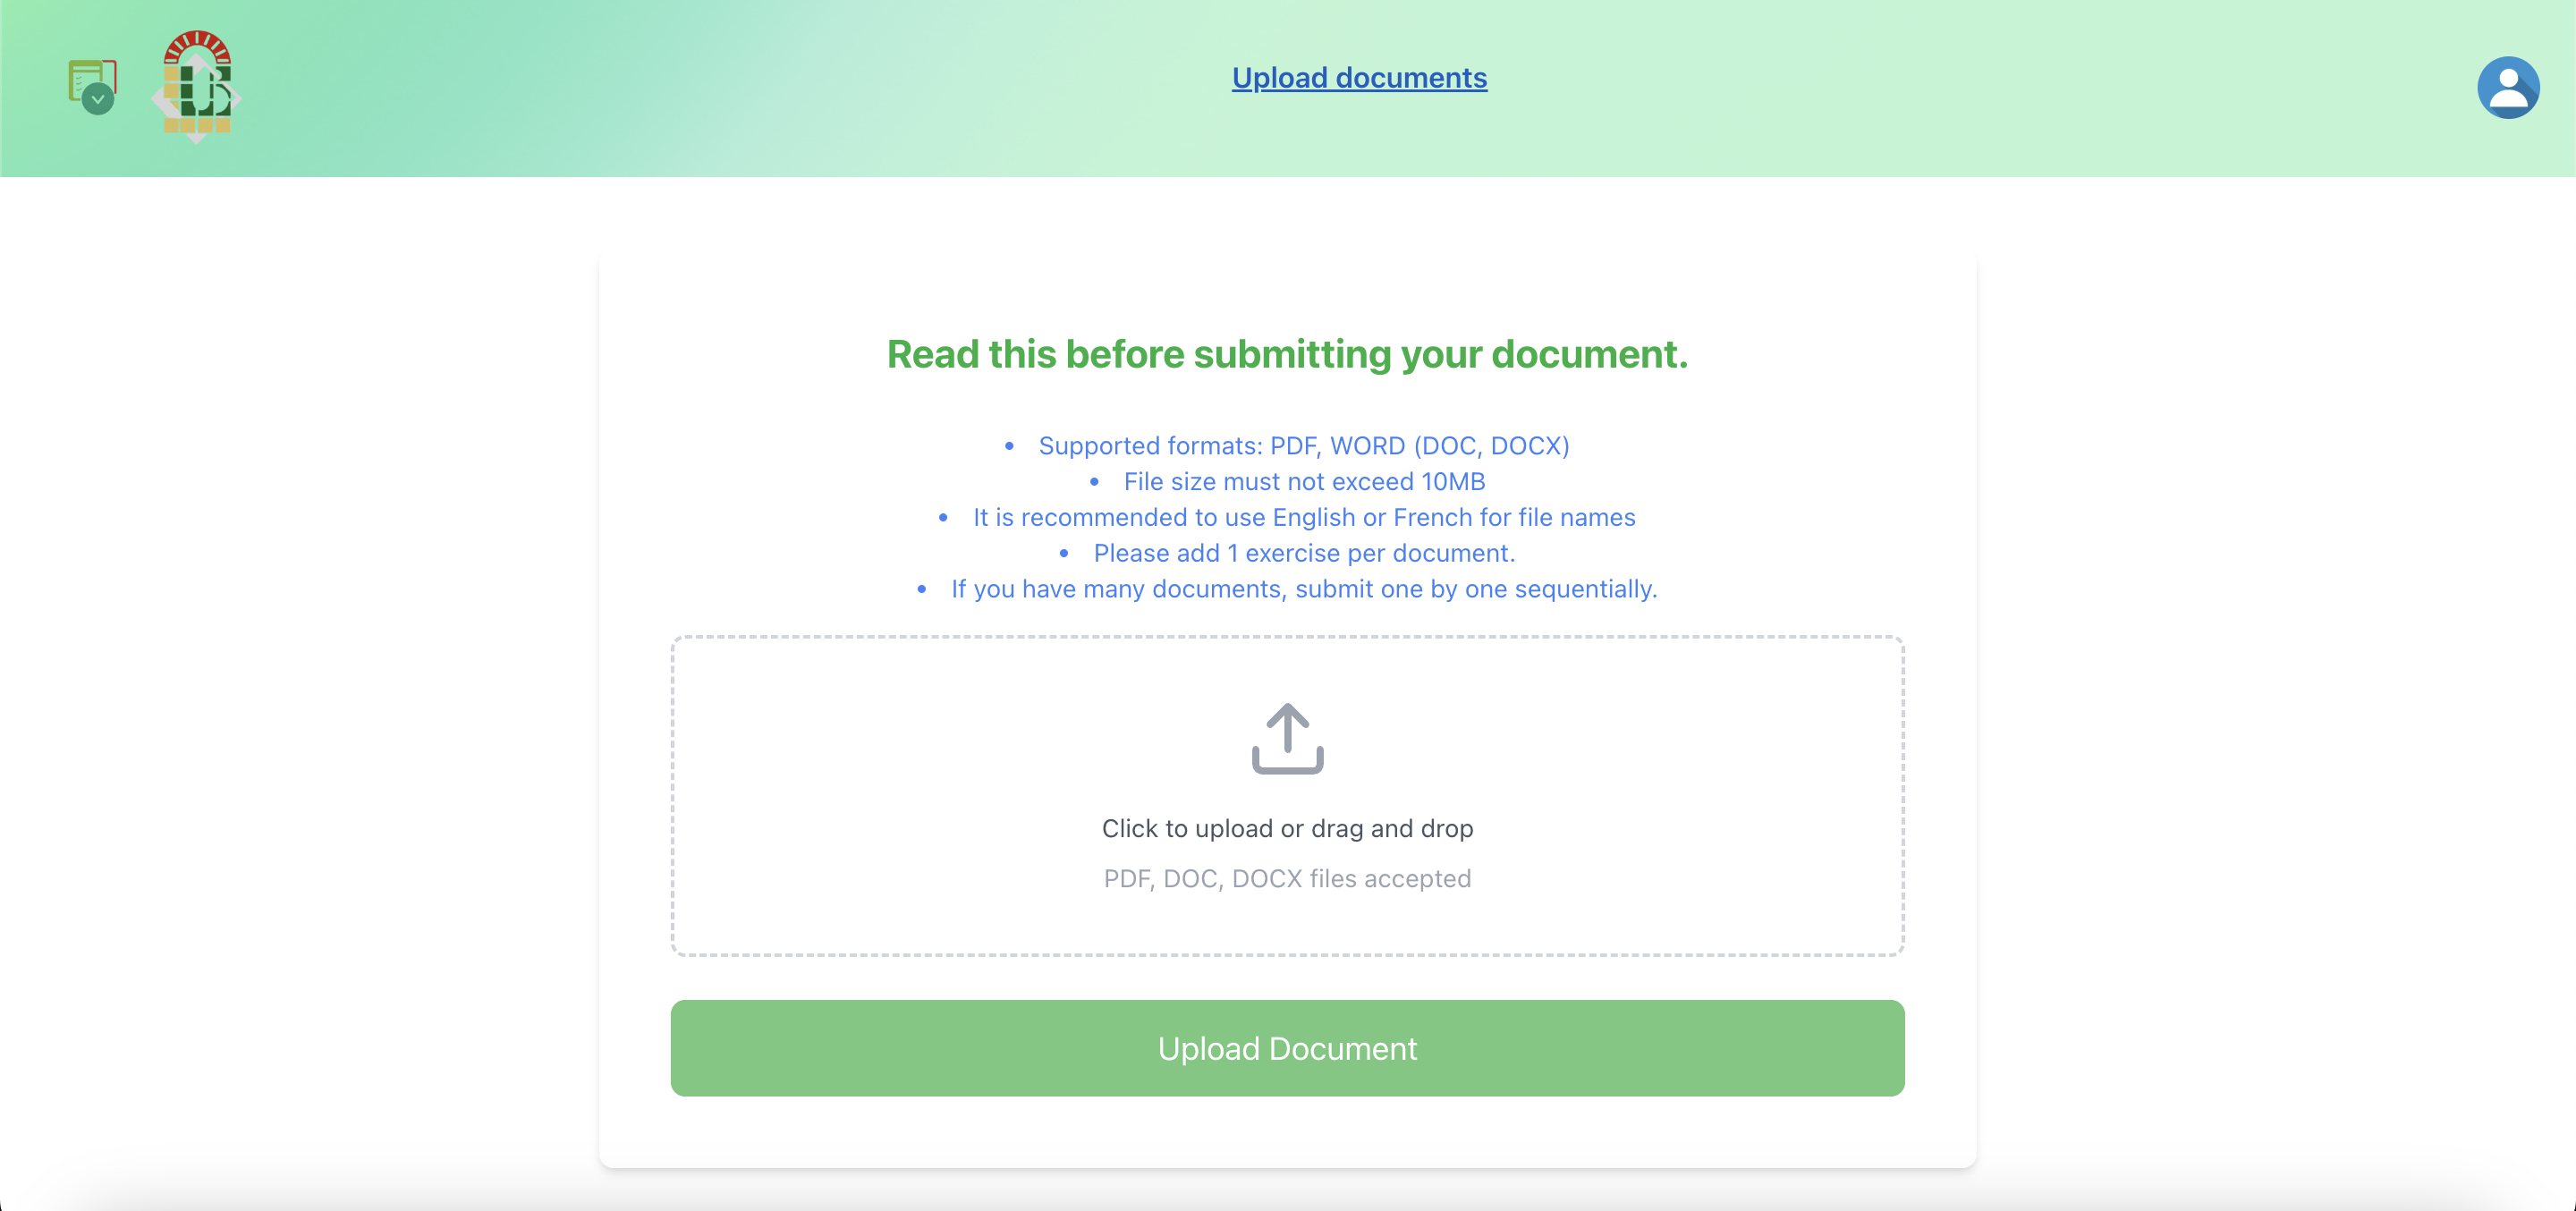 Upload documents
Read this before submitting your document.
• Supported formats: PDF, WORD (DOC, DOCX)
• File size must not exceed 10MB
• It is recommended to use English or French for file names
• Please add 1 exercise per document.
• If you have many documents, submit one by one sequentially.
Click to upload or drag and drop
PDF, DOC, DOCX files accepted
Upload Document